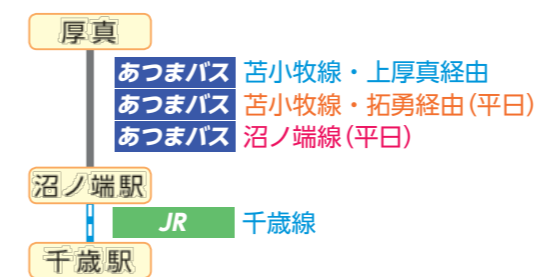 厚真
あつまバス 苫小牧線・上厚真経由
あつまバス 苫小牧線・拓勇経由(平日)
あつまバス 沼ノ端線(平日)
沼ノ端駅
JR 千歳線
千歳駅